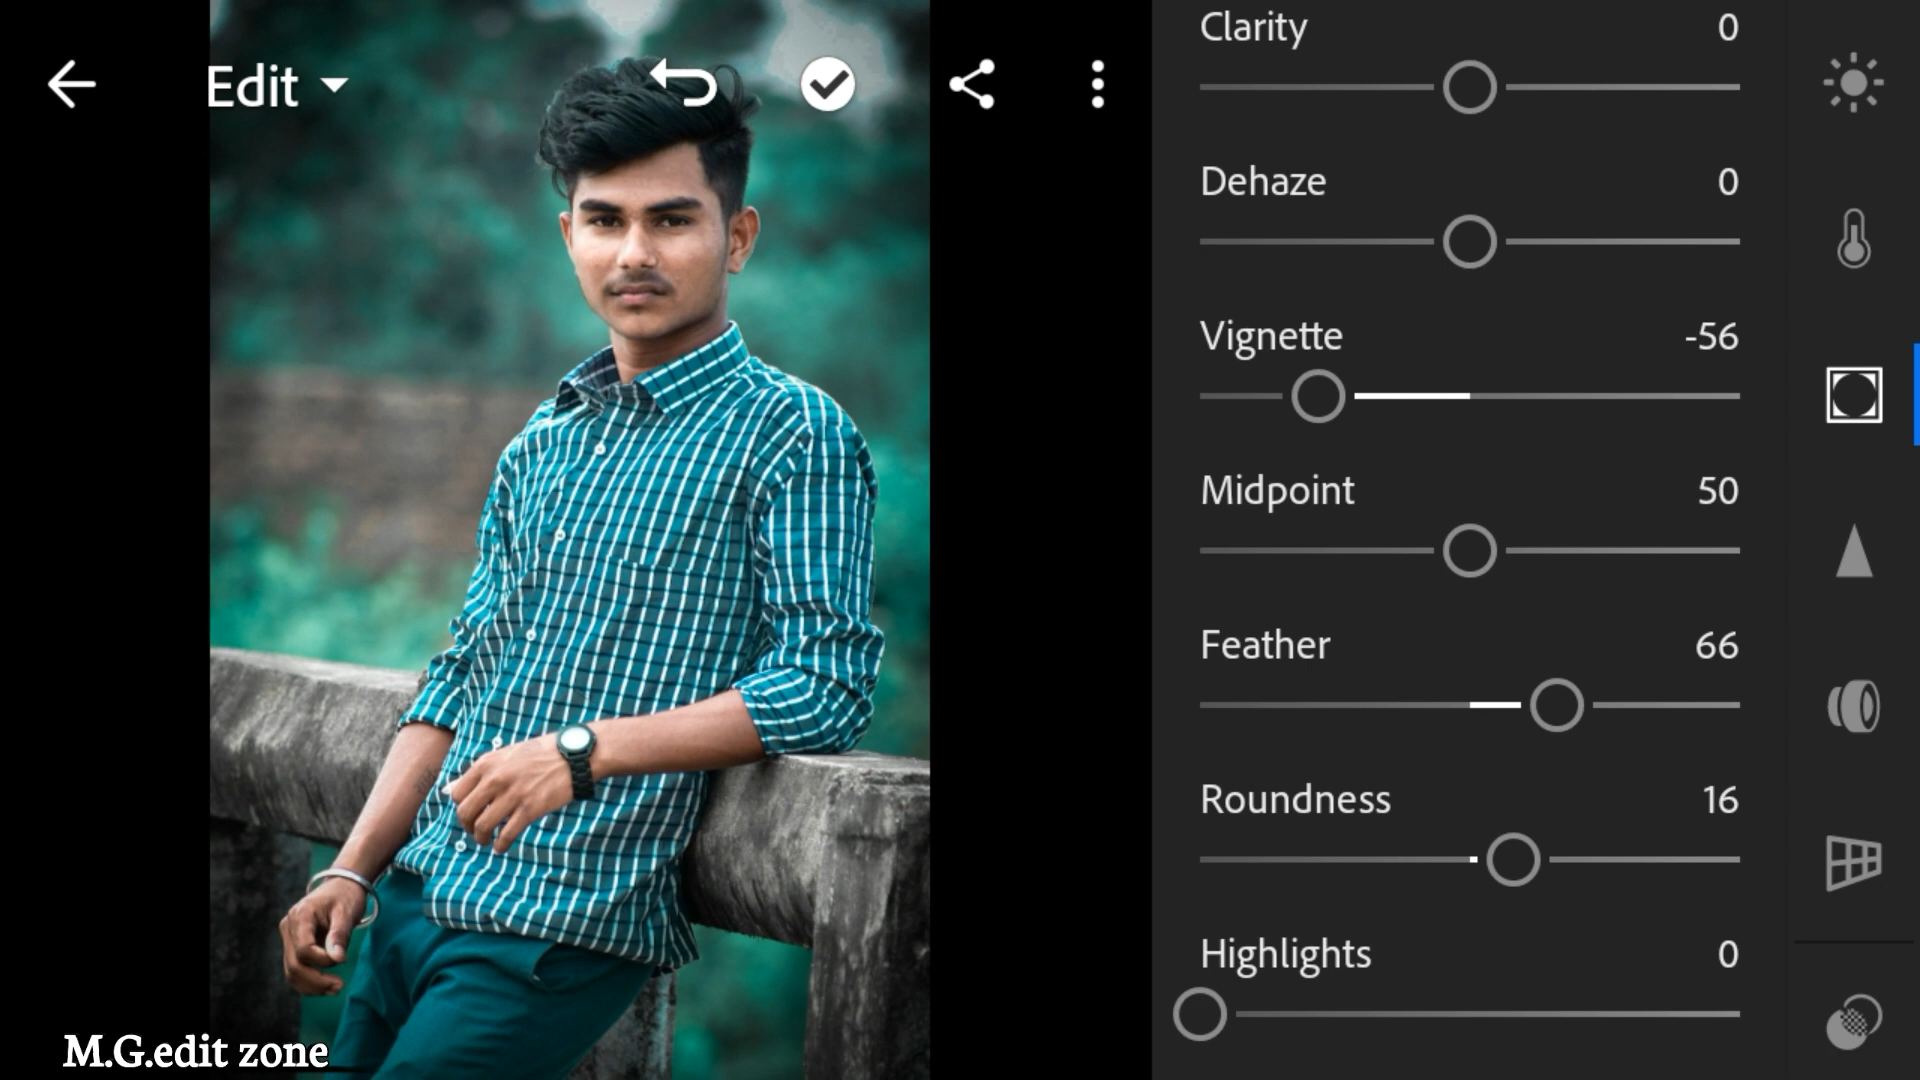 Edit
Clarity 0
Dehaze 0
Vignette -56
Midpoint 50
Feather 66
Roundness 16
Highlights 0
M.G.edit zone